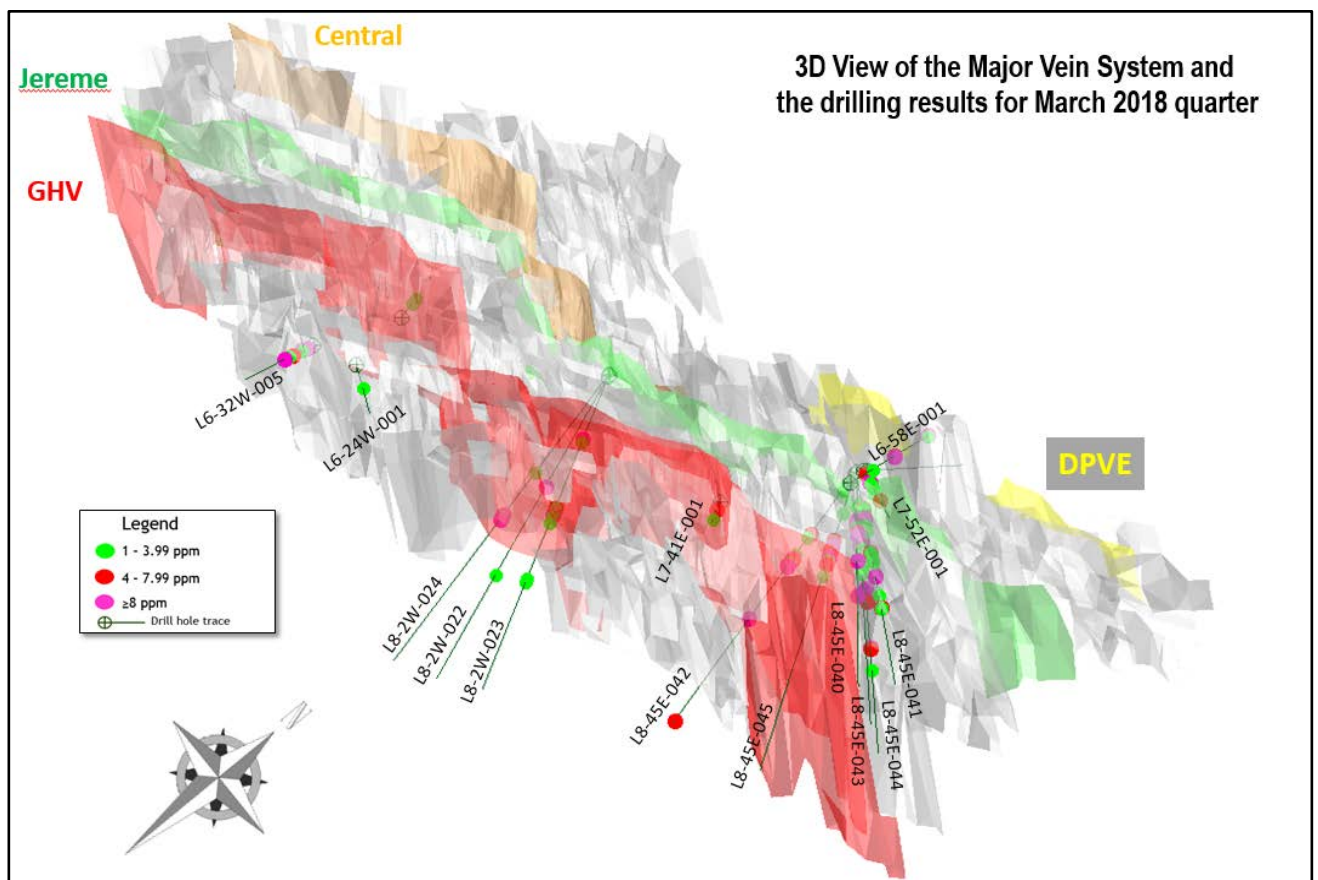 Central
Jereme
3D View of the Major Vein System and
the drilling results for March 2018 quarter
GHV
L6-32W-005
L6-24W-001
L6-58E-001
DPVE
L7-52E-001
L7-41E-001
Legend
1 - 3.99 ppm
4 - 7.99 ppm
≥8 ppm
Drill hole trace
L8-2W-024
L8-2W-022
L8-2W-023
L8-45E-042
L8-45E-045
L8-45E-040
L8-45E-043
L8-45E-044
L8-45E-041
N